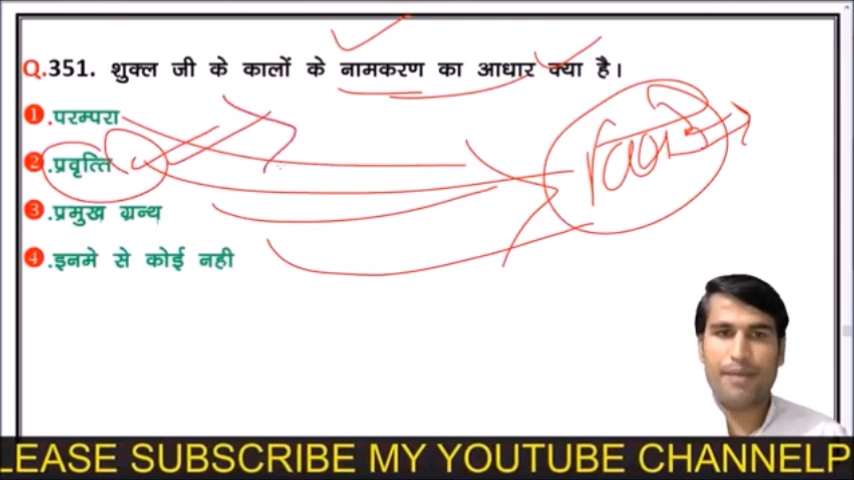 Q.351. शुक्ल जी के कालों के नामकरण का आधार क्या है।
1.परम्परा
2.प्रवृत्ति
3.प्रमुख ग्रन्थ
4.इनमे से कोई नही
LEASE SUBSCRIBE MY YOUTUBE CHANNELP